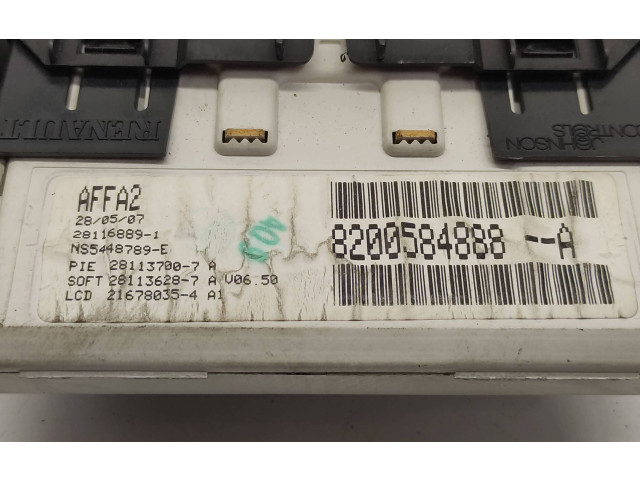 RENAULT
JOHNSON
CONTROLS
AFFA2
28/05/07
28116889-1
NS5448789-E
PIE 28113700-7 A
SOFT 28113628-7 A V06.50
LCD 21678035-4 A1
8200584888 --A